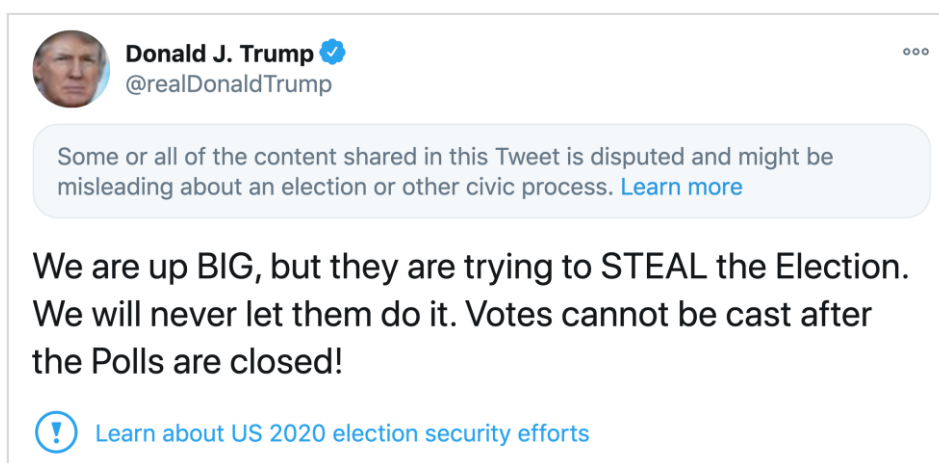 Donald J. Trump
@realDonaldTrump
Some or all of the content shared in this Tweet is disputed and might be
misleading about an election or other civic process. Learn more
We are up BIG, but they are trying to STEAL the Election.
We will never let them do it. Votes cannot be cast after
the Polls are closed!
Learn about US 2020 election security efforts